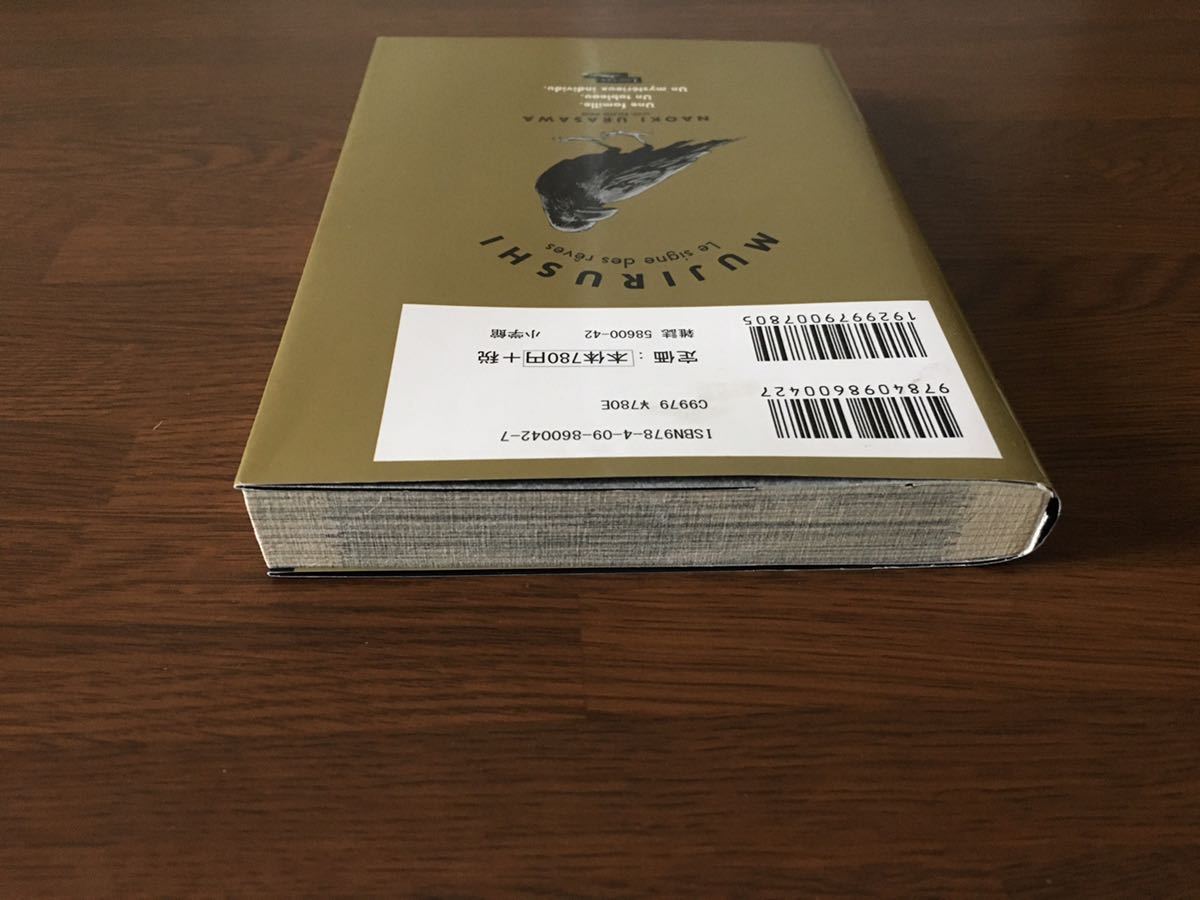 ISBN978-4-09-860042-7
9784098600427
C9979 ¥780E
定価：本体780円＋税
1929979007805
雑誌 58600-42 小学館
MUJIRUSHI
Le signe des rêves
NAOKI URASAWA
Une famille.
Un tableau.
Un mystérieux individu.